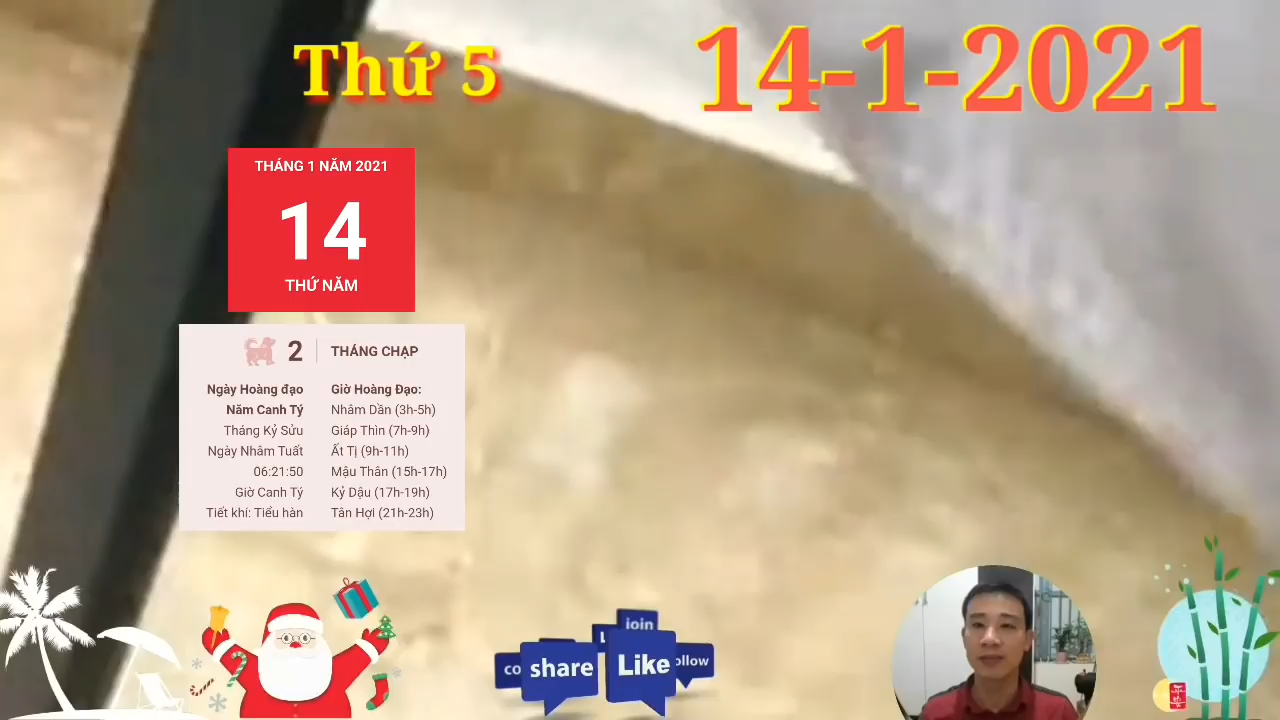 Thứ 5
14-1-2021
THÁNG 1 NĂM 2021
14
THỨ NĂM
2
THÁNG CHẠP
Ngày Hoàng đạo
Năm Canh Tý
Tháng Kỷ Sửu
Ngày Nhâm Tuất
06:21:50
Giờ Canh Tý
Tiết khí: Tiểu hàn
Giờ Hoàng Đạo:
Nhâm Dần (3h-5h)
Giáp Thìn (7h-9h)
Ất Tị (9h-11h)
Mậu Thân (15h-17h)
Kỷ Dậu (17h-19h)
Tân Hợi (21h-23h)
join
co
share
Like
ollow